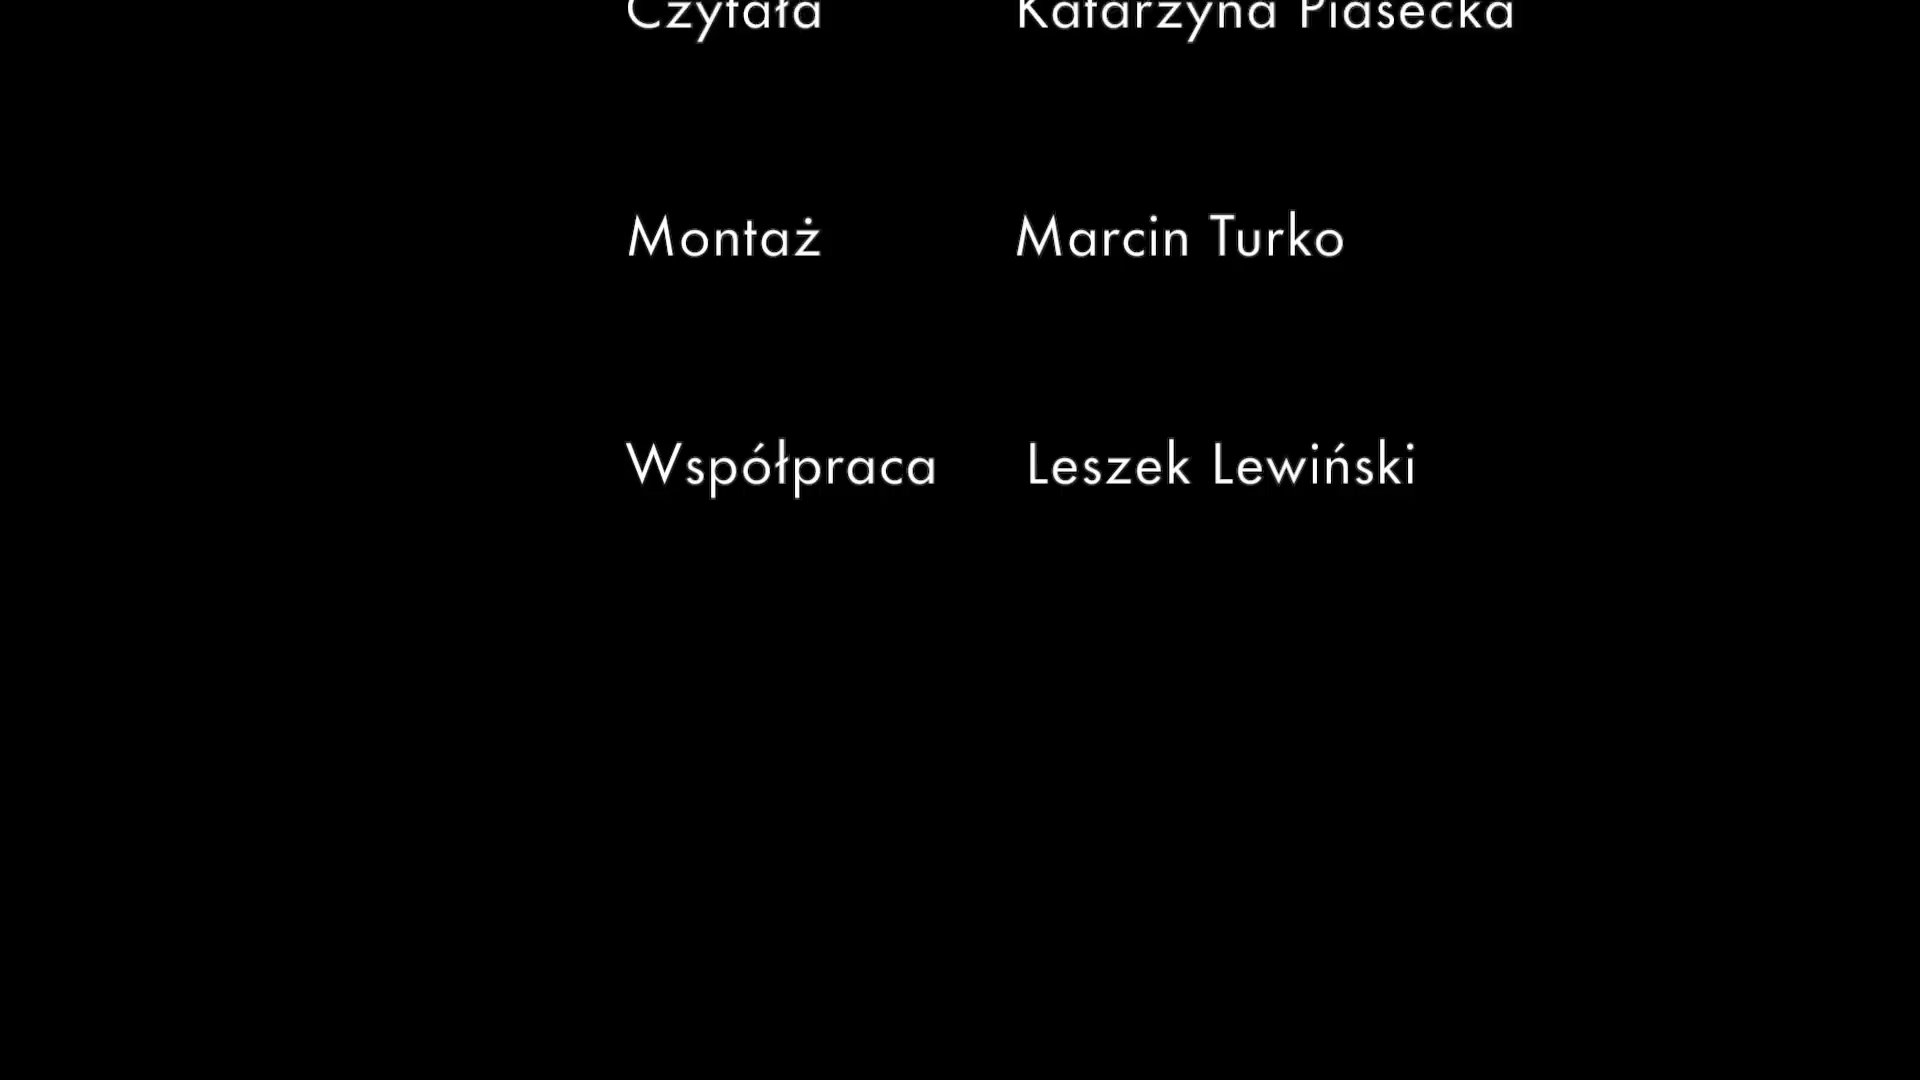 Czytała Katarzyna Piasecka
Montaż Marcin Turko
Współpraca Leszek Lewiński